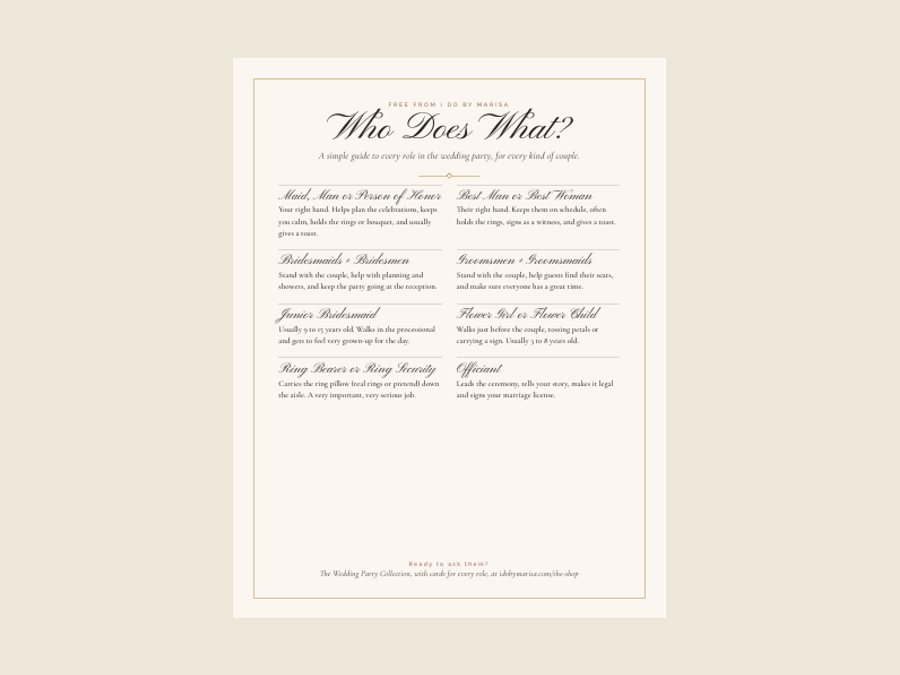 FREE FROM I DO BY MARISA
Who Does What?
A simple guide to every role in the wedding party, for every kind of couple.
Maid, Man or Person of Honor
Your right hand. Helps plan the celebrations, keeps
you calm, holds the rings or bouquet, and usually
gives a toast.
Best Man or Best Woman
Their right hand. Keeps them on schedule, often
holds the rings, signs as a witness, and gives a toast.
Bridesmaids + Bridesmen
Stand with the couple, help with planning and
showers, and keep the party going at the reception.
Groomsmen + Groomsmaids
Stand with the couple, help guests find their seats,
and make sure everyone has a great time.
Junior Bridesmaid
Usually 9 to 15 years old. Walks in the processional
and gets to feel very grown-up for the day.
Flower Girl or Flower Child
Walks just before the couple, tossing petals or
carrying a sign. Usually 3 to 8 years old.
Ring Bearer or Ring Security
Carries the ring pillow (real rings or pretend) down
the aisle. A very important, very serious job.
Officiant
Leads the ceremony, tells your story, makes it legal
and signs your marriage license.
Ready to ask them?
The Wedding Party Collection, with cards for every role, at idobymarisa.com/the-shop